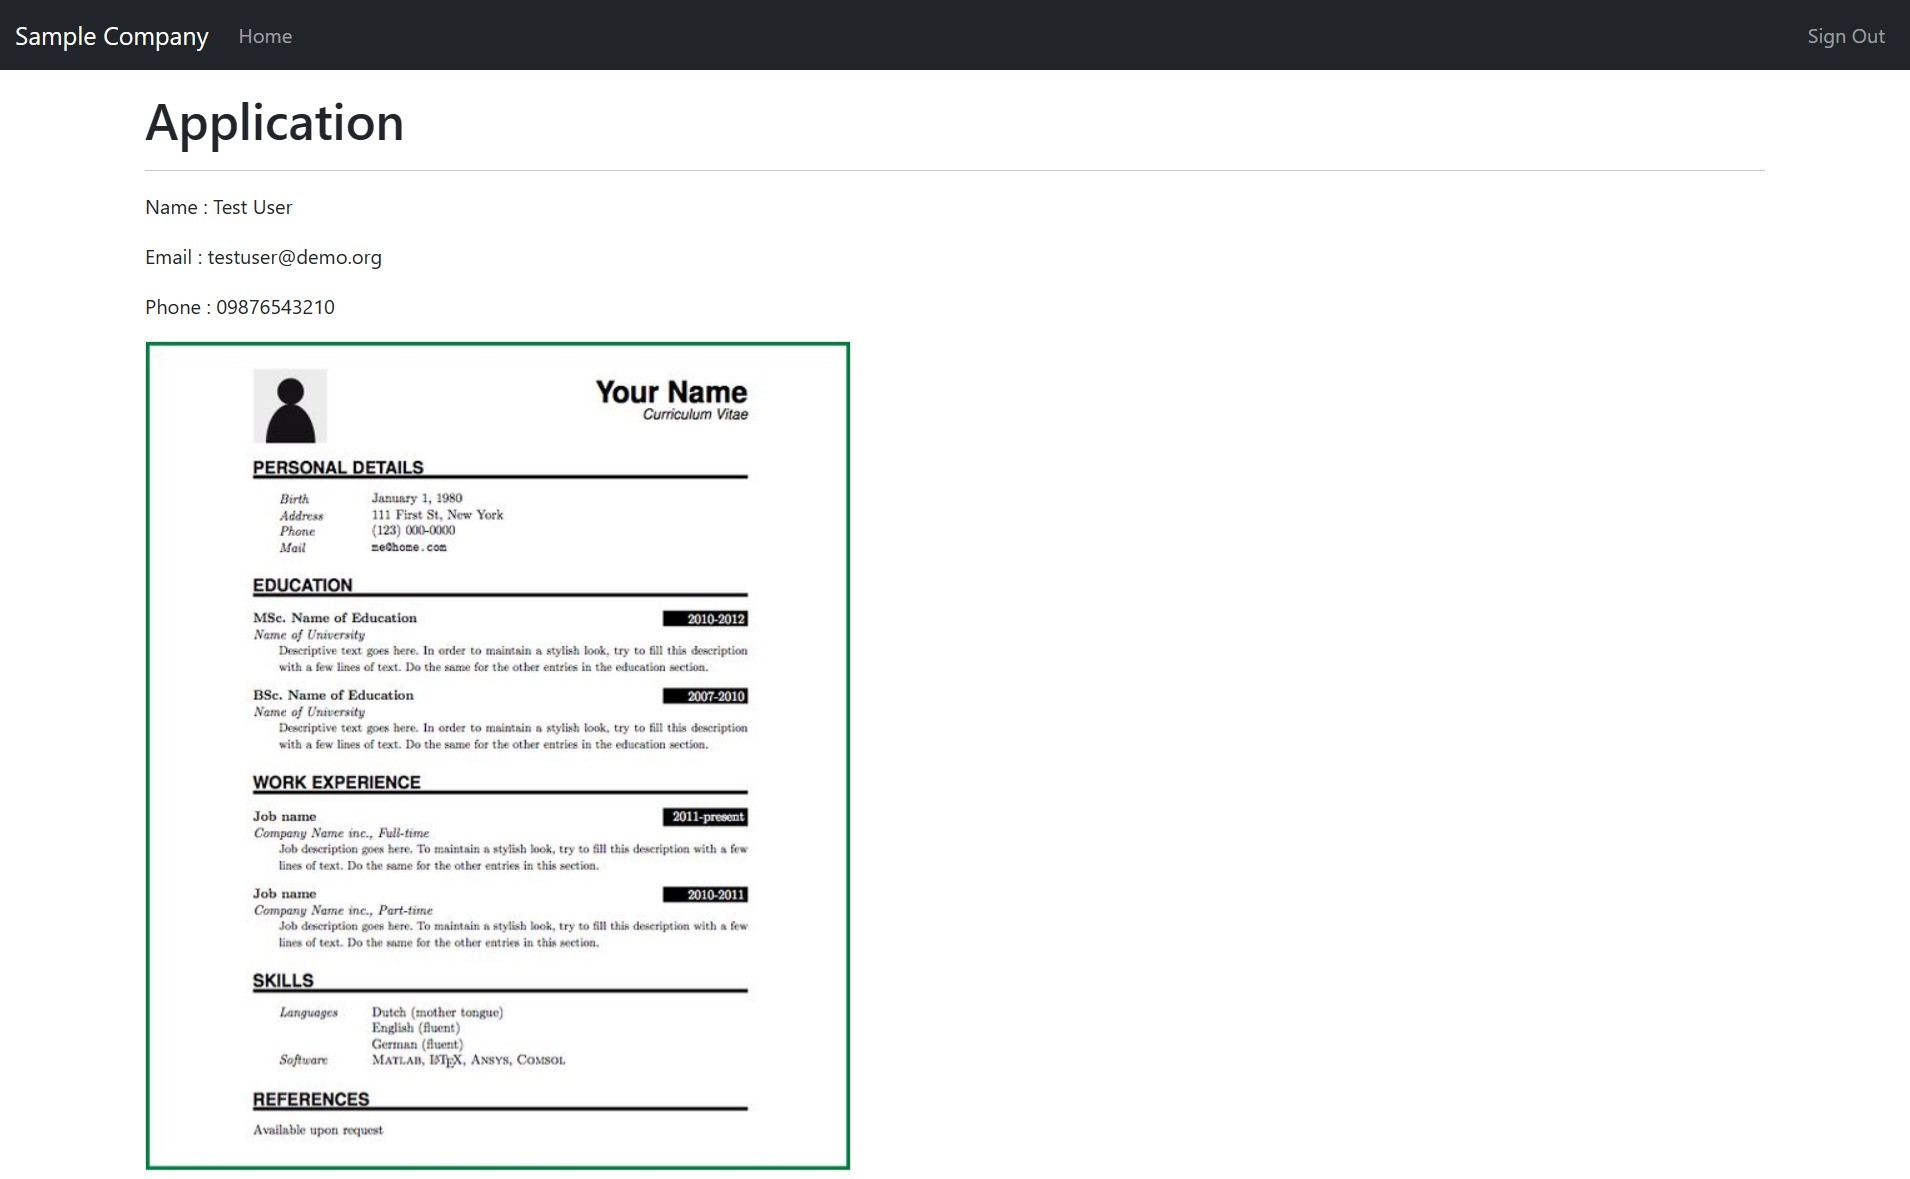 Sample Company Home Sign Out
Application
Name : Test User
Email : testuser@demo.org
Phone : 09876543210
Your Name
Curriculum Vitae
PERSONAL DETAILS
Birth January 1, 1980
Address 111 First St, New York
Phone (123) 000-0000
Mail me@home.com
EDUCATION
MSc. Name of Education 2010-2012
Name of University
Descriptive text goes here. In order to maintain a stylish look, try to fill this description
with a few lines of text. Do the same for the other entries in the education section.
BSc. Name of Education 2007-2010
Name of University
Descriptive text goes here. In order to maintain a stylish look, try to fill this description
with a few lines of text. Do the same for the other entries in the education section.
WORK EXPERIENCE
Job name 2011-present
Company Name inc., Full-time
Job description goes here. To maintain a stylish look, try to fill this description with a few
lines of text. Do the same for the other entries in this section.
Job name 2010-2011
Company Name inc., Part-time
Job description goes here. To maintain a stylish look, try to fill this description with a few
lines of text. Do the same for the other entries in this section.
SKILLS
Languages Dutch (mother tongue)
English (fluent)
German (fluent)
Software MATLAB, LATEX, ANSYS, COMSOL
REFERENCES
Available upon request